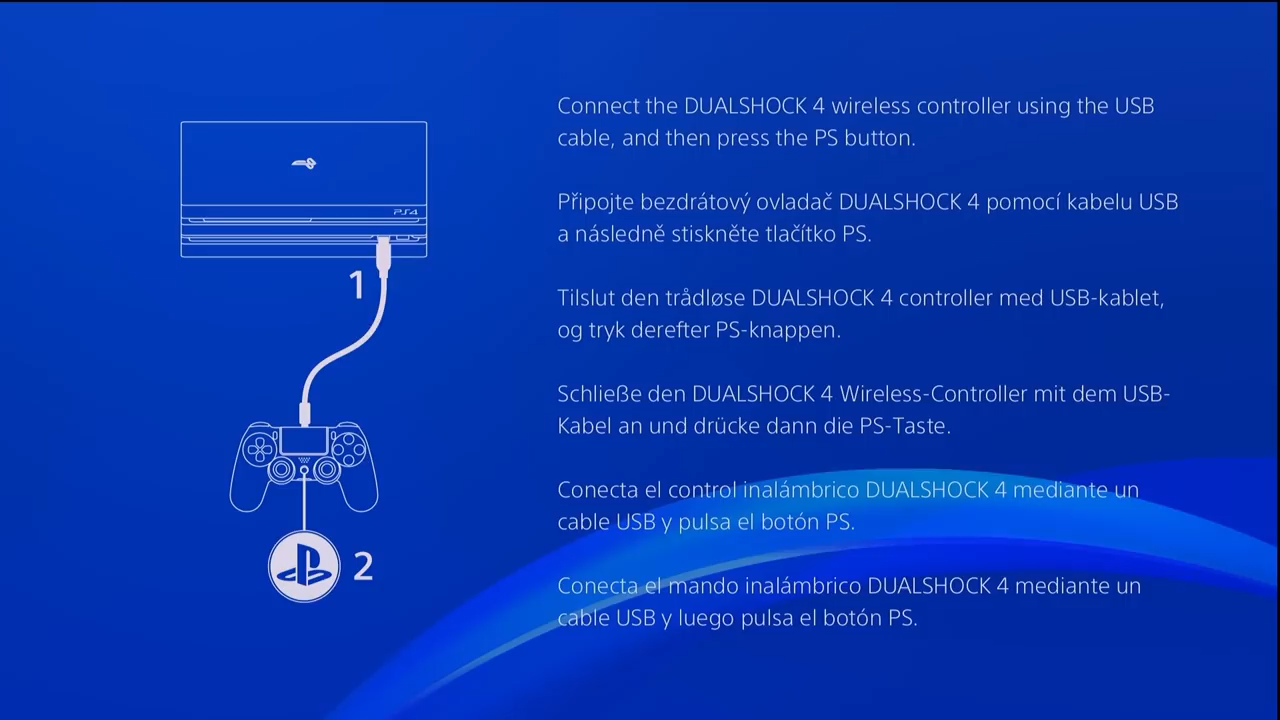 Connect the DUALSHOCK 4 wireless controller using the USB
cable, and then press the PS button.
Připojte bezdrátový ovladač DUALSHOCK 4 pomocí kabelu USB
a následně stiskněte tlačítko PS.
Tilslut den trådløse DUALSHOCK 4 controller med USB-kablet,
og tryk derefter PS-knappen.
Schließe den DUALSHOCK 4 Wireless-Controller mit dem USB-
Kabel an und drücke dann die PS-Taste.
Conecta el control inalámbrico DUALSHOCK 4 mediante un
cable USB y pulsa el botón PS.
Conecta el mando inalámbrico DUALSHOCK 4 mediante un
cable USB y luego pulsa el botón PS.
PS4
1
2